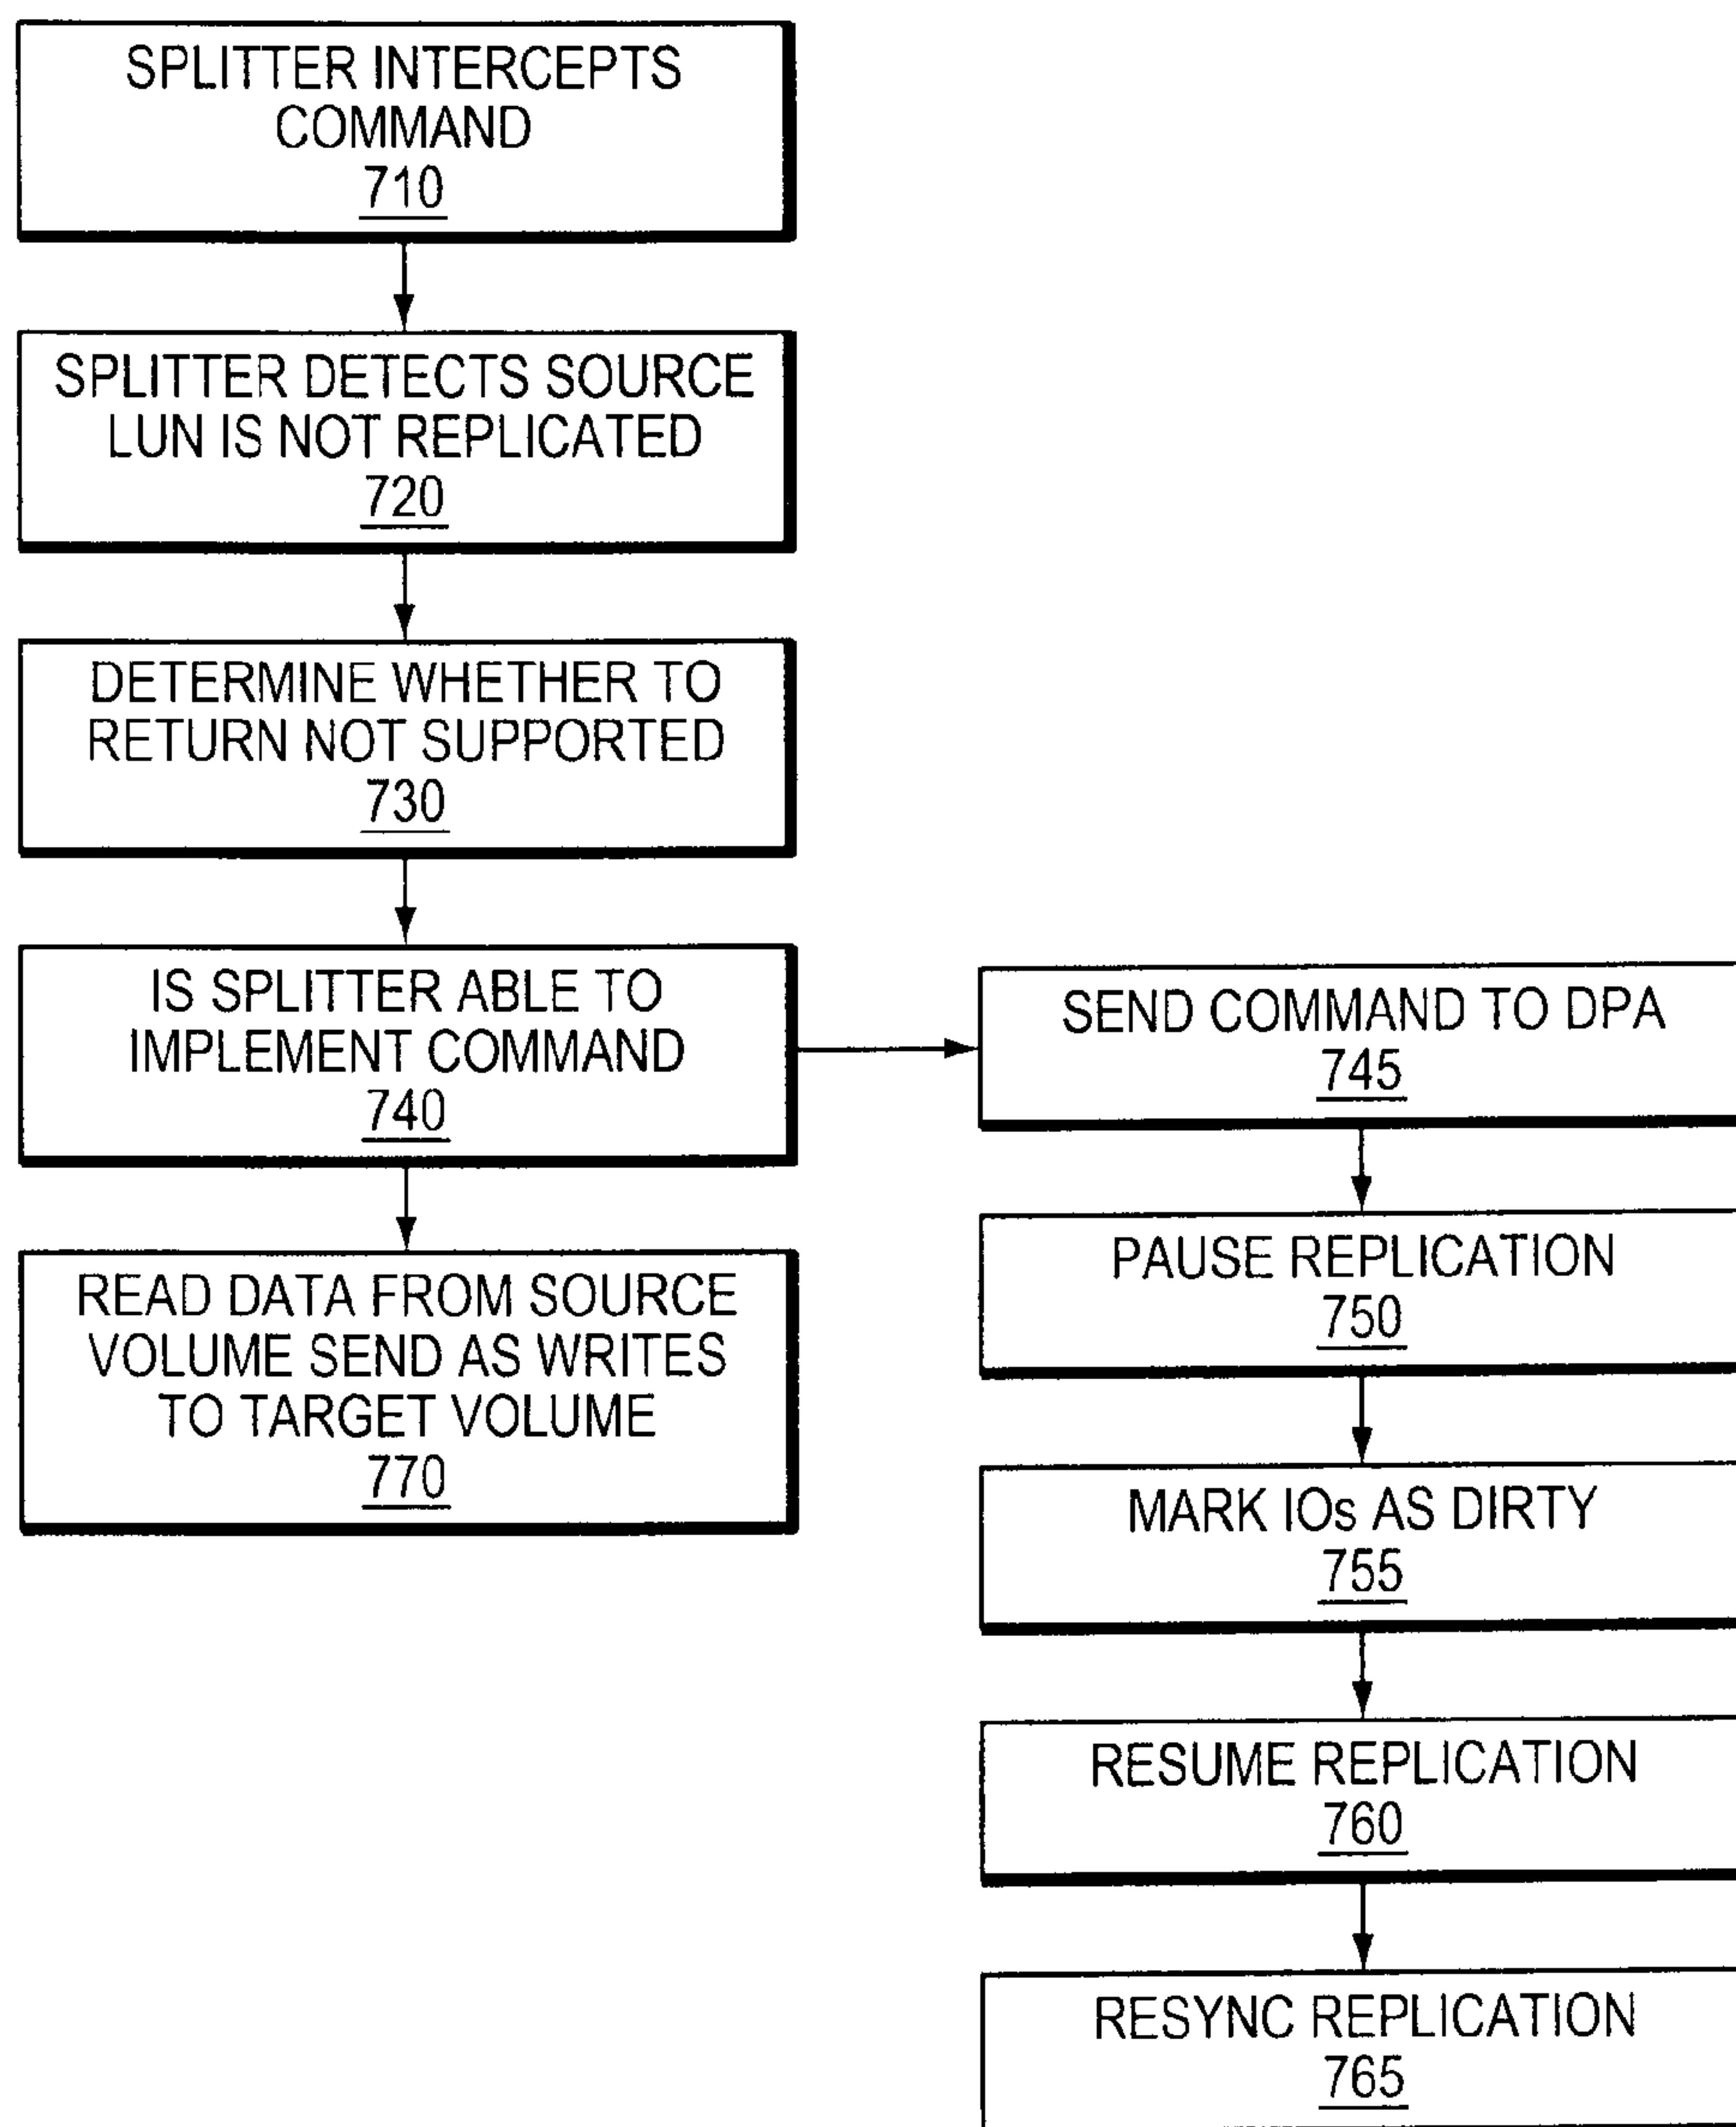 SPLITTER INTERCEPTS
COMMAND
710
SPLITTER DETECTS SOURCE
LUN IS NOT REPLICATED
720
DETERMINE WHETHER TO
RETURN NOT SUPPORTED
730
IS SPLITTER ABLE TO
IMPLEMENT COMMAND
740
READ DATA FROM SOURCE
VOLUME SEND AS WRITES
TO TARGET VOLUME
770
SEND COMMAND TO DPA
745
PAUSE REPLICATION
750
MARK IOs AS DIRTY
755
RESUME REPLICATION
760
RESYNC REPLICATION
765